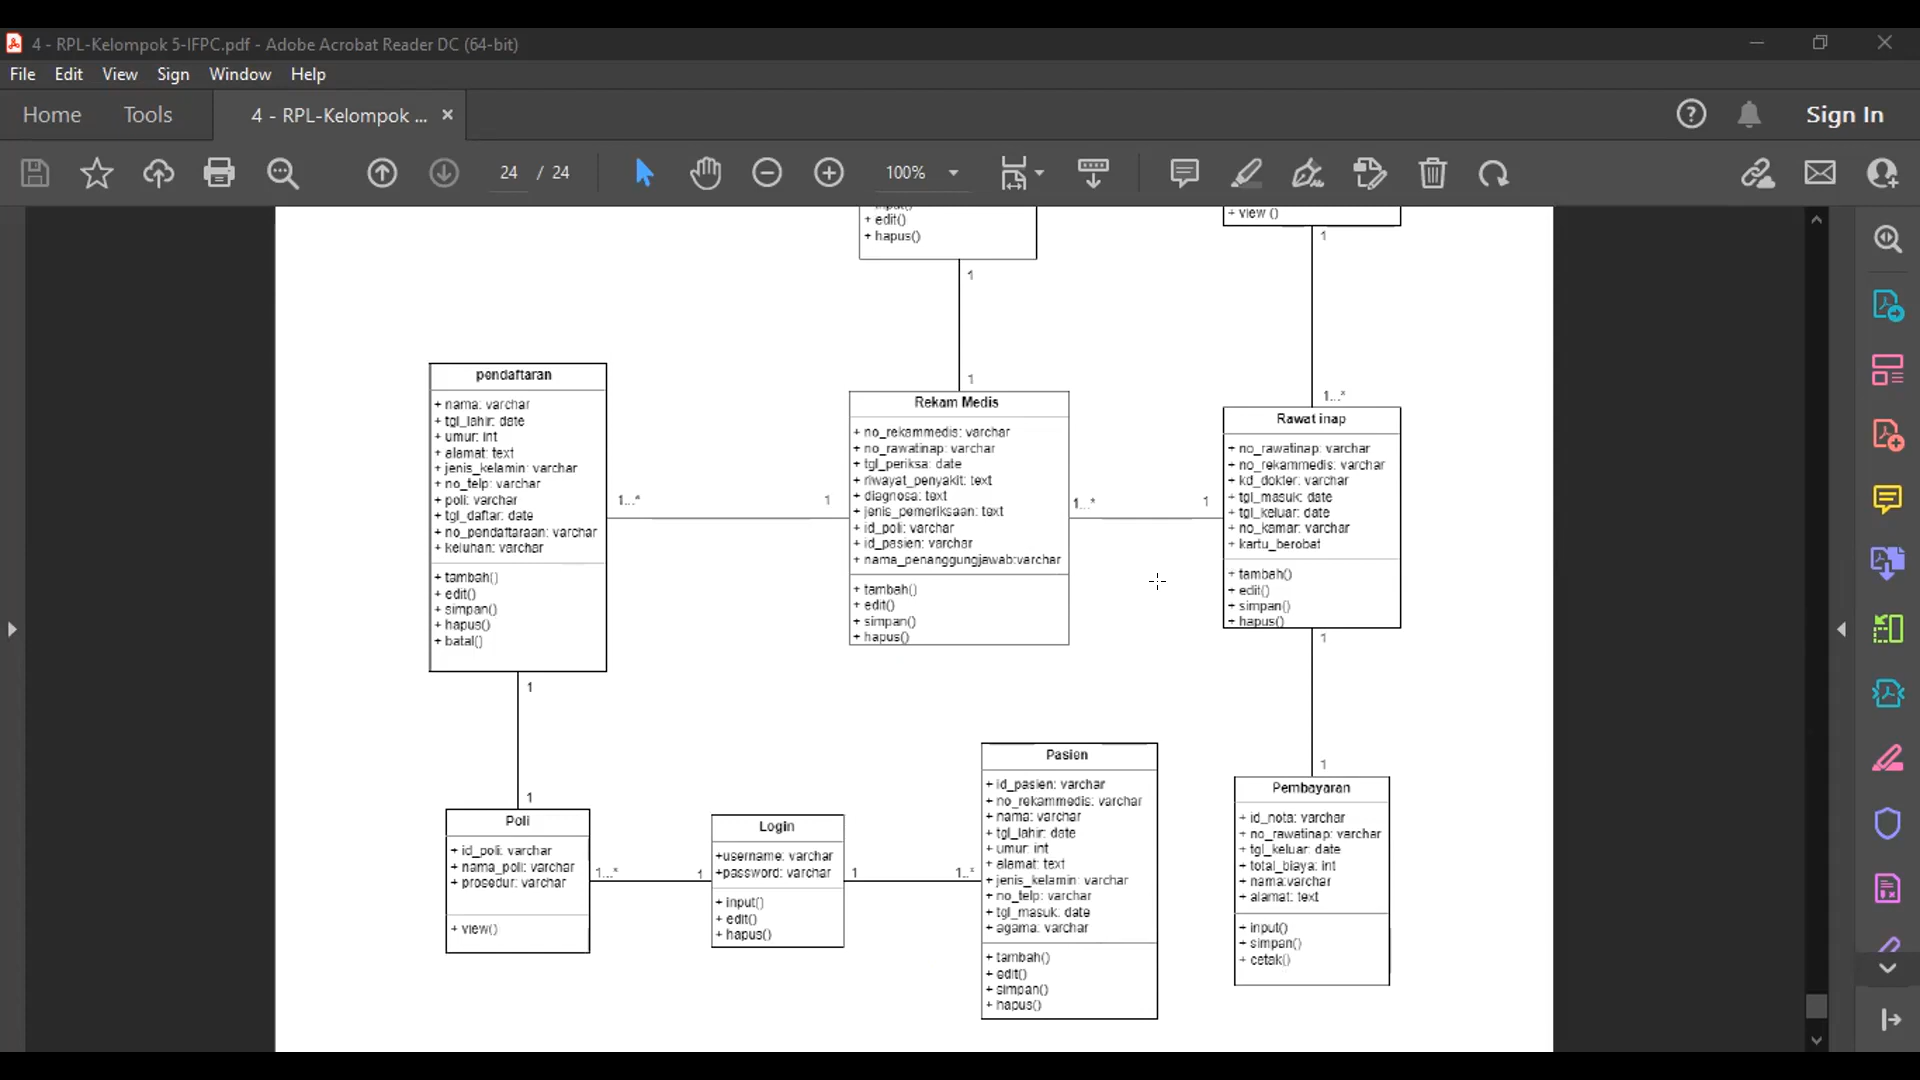 4 - RPL-Kelompok 5-IFPC.pdf - Adobe Acrobat Reader DC (64-bit)
File Edit View Sign Window Help
Home Tools 4 - RPL-Kelompok ... × Sign In
24 / 24 100%
+ edit()
+ hapus()
1
+ view ()
1
pendaftaran
+ nama: varchar
+ tgl_lahir: date
+ umur: int
+ alamat: text
+ jenis_kelamin: varchar
+ no_telp: varchar
+ poli: varchar
+ tgl_daftar: date
+ no_pendaftaraan: varchar
+ keluhan: varchar
+ tambah()
+ edit()
+ simpan()
+ hapus()
+ batal()
1...*
1
1
Rekam Medis
+ no_rekammedis: varchar
+ no_rawatinap: varchar
+ tgl_periksa: date
+ riwayat_penyakit: text
+ diagnosa: text
+ jenis_pemeriksaan: text
+ id_poli: varchar
+ id_pasien: varchar
+ nama_penanggungjawab:varchar
+ tambah()
+ edit()
+ simpan()
+ hapus()
1...*
1
1...*
Rawat inap
+ no_rawatinap: varchar
+ no_rekammedis: varchar
+ kd_dokter: varchar
+ tgl_masuk: date
+ tgl_keluar: date
+ no_kamar: varchar
+ kartu_berobat
+ tambah()
+ edit()
+ simpan()
+ hapus()
1
1
1
1
Poli
+ id_poli: varchar
+ nama_poli: varchar
+ prosedur: varchar
+ view()
1...*
1
Login
+username: varchar
+password: varchar
+ input()
+ edit()
+ hapus()
1
1..*
Pasien
+ id_pasien: varchar
+ no_rekammedis: varchar
+ nama: varchar
+ tgl_lahir: date
+ umur: int
+ alamat: text
+ jenis_kelamin: varchar
+ no_telp: varchar
+ tgl_masuk: date
+ agama: varchar
+ tambah()
+ edit()
+ simpan()
+ hapus()
Pembayaran
+ id_nota: varchar
+ no_rawatinap: varchar
+ tgl_keluar: date
+ total_biaya: int
+ nama:varchar
+ alamat: text
+ input()
+ simpan()
+ cetak()